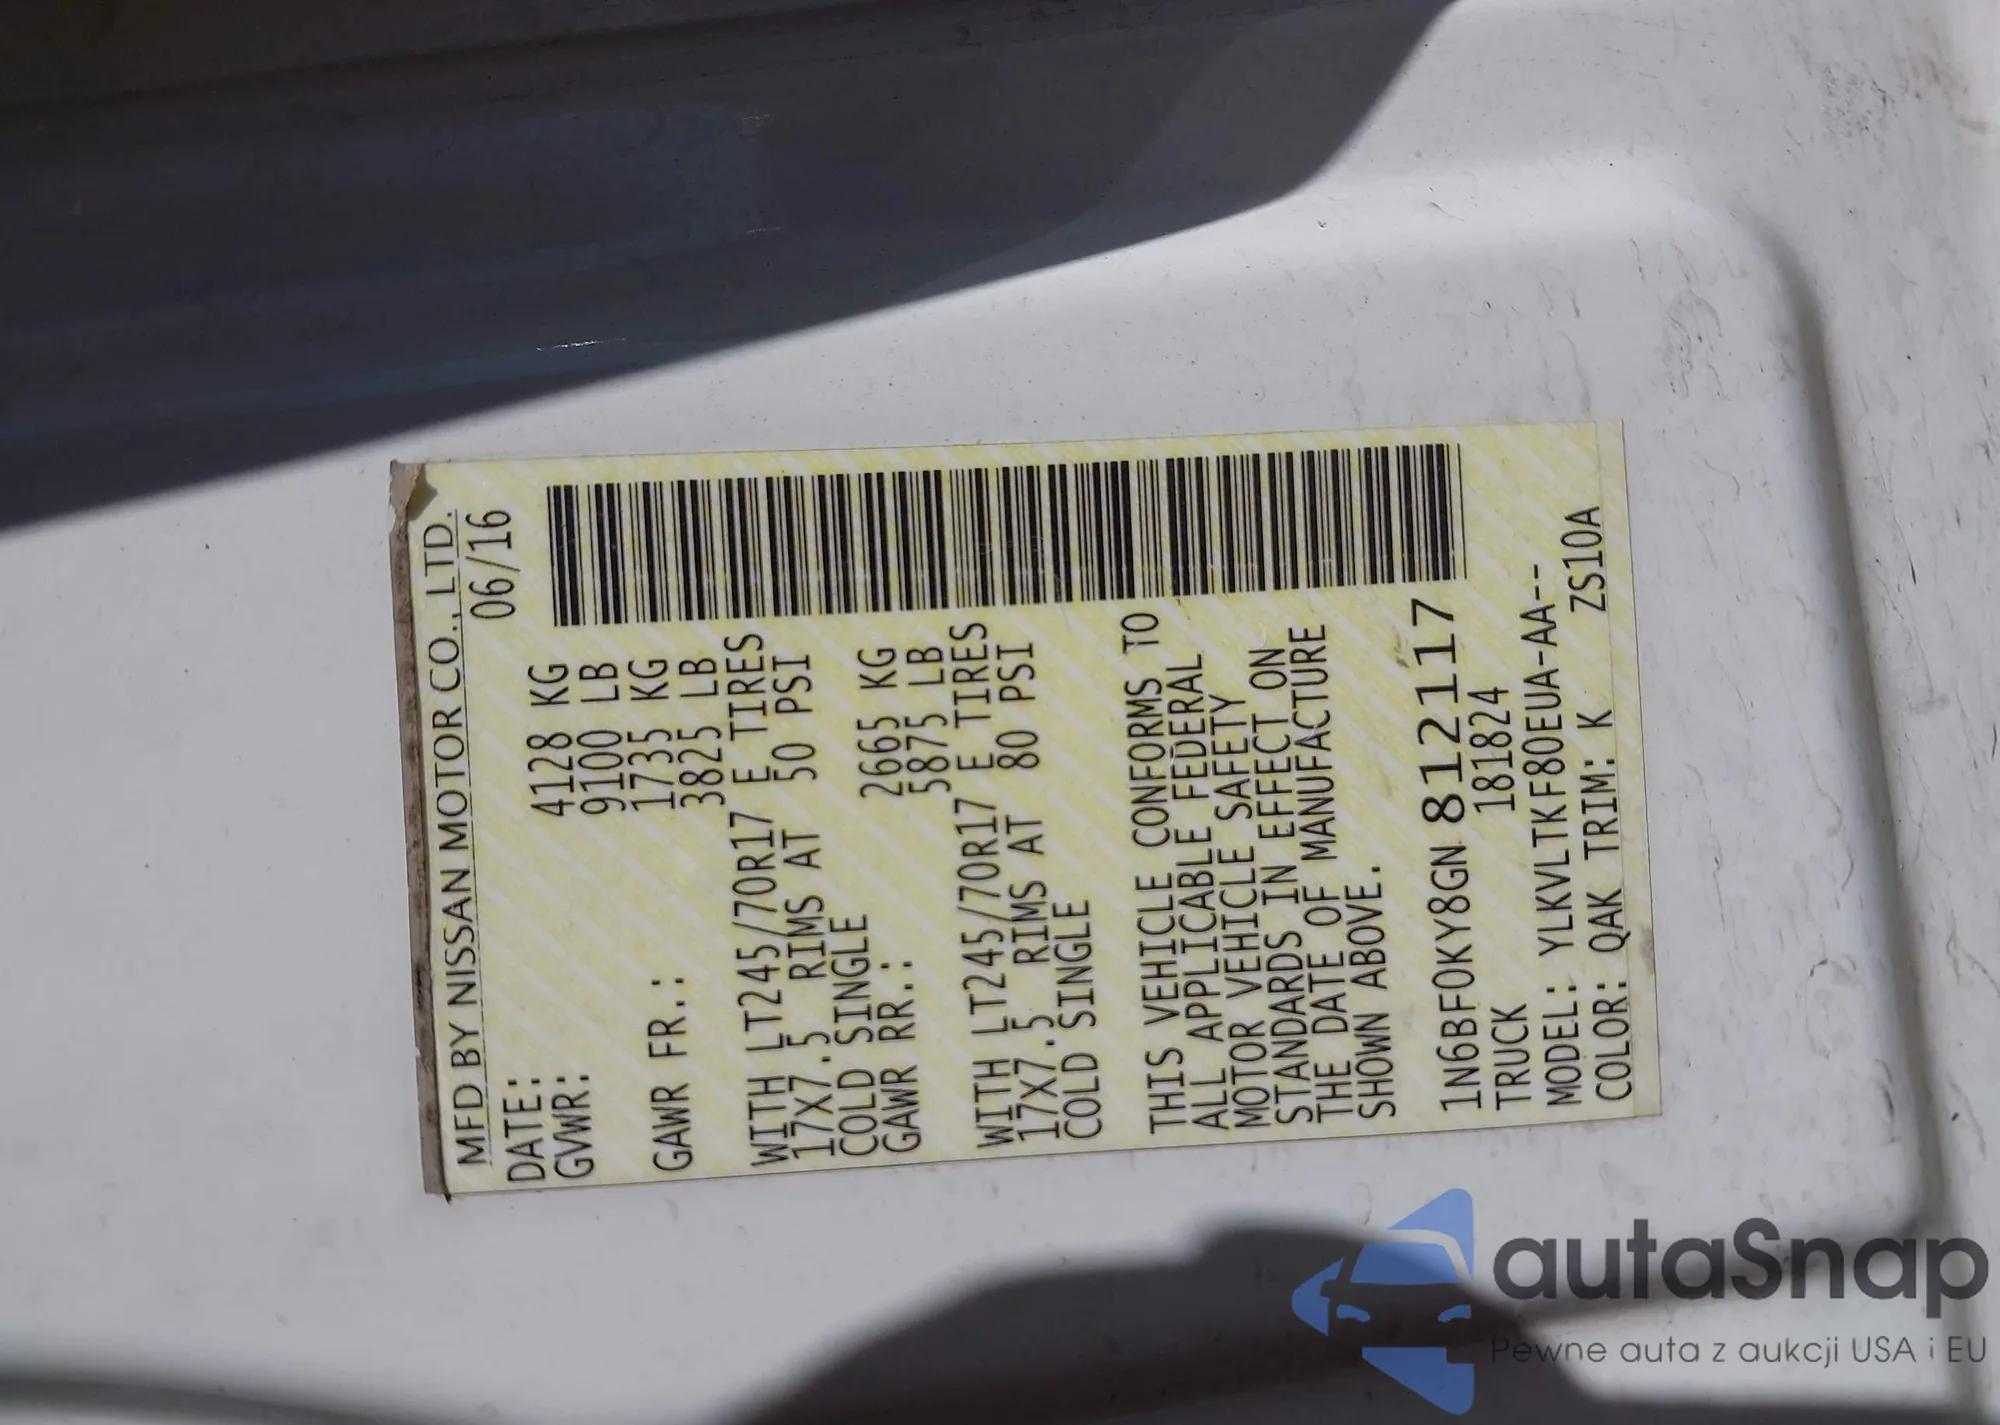 MFD BY NISSAN MOTOR CO., LTD.
DATE: 06/16
GVWR: 4128 KG
9100 LB
GAWR FR.: 1735 KG
3825 LB
WITH LT245/70R17 E TIRES
17X7.5 RIMS AT 50 PSI
COLD SINGLE
GAWR RR.: 2665 KG
5875 LB
WITH LT245/70R17 E TIRES
17X7.5 RIMS AT 80 PSI
COLD SINGLE
THIS VEHICLE CONFORMS TO
ALL APPLICABLE FEDERAL
MOTOR VEHICLE SAFETY
STANDARDS IN EFFECT ON
THE DATE OF MANUFACTURE
SHOWN ABOVE.
1N6BF0KY8GN 812117
TRUCK 181824
MODEL: YLKVLTKF80EUA-AA--
COLOR: QAK TRIM: K ZS10A
autaSnap
Pewne auta z aukcji USA i EU